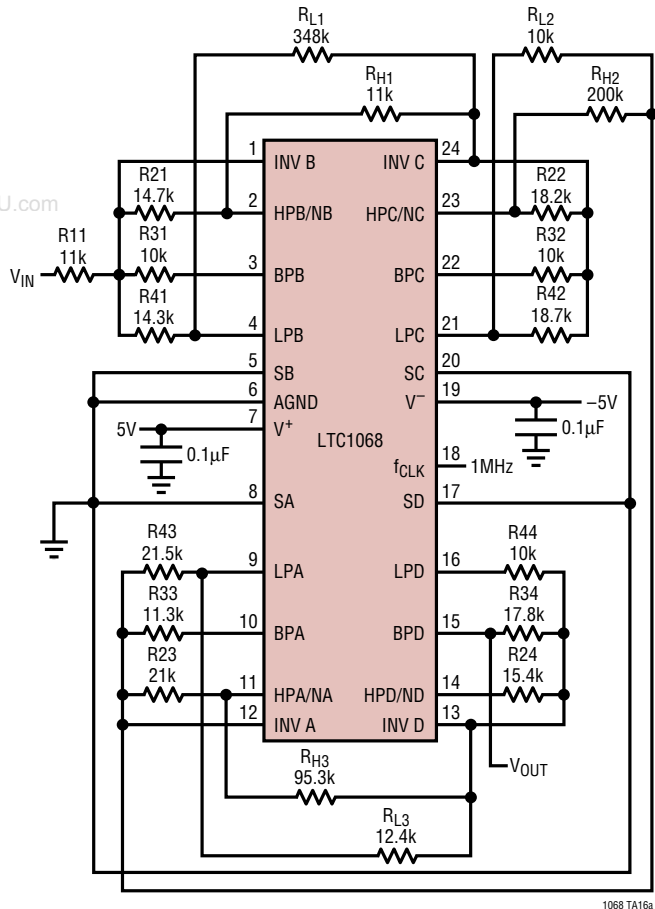 RL1
348k
RL2
10k
RH1
11k
RH2
200k
U.com
1 INV B INV C 24
R21
14.7k
2 HPB/NB HPC/NC 23
R22
18.2k
R11
11k
VIN
R31
10k
3 BPB BPC 22
R32
10k
R41
14.3k
4 LPB LPC 21
R42
18.7k
5 SB SC 20
6 AGND V− 19
−5V
5V
7 V+
0.1µF
LTC1068
0.1µF
fCLK 18
1MHz
8 SA SD 17
R43
21.5k
9 LPA LPD 16
R44
10k
R33
11.3k
10 BPA BPD 15
R34
17.8k
R23
21k
11 HPA/NA HPD/ND 14
R24
15.4k
12 INV A INV D 13
VOUT
RH3
95.3k
RL3
12.4k
1068 TA16a